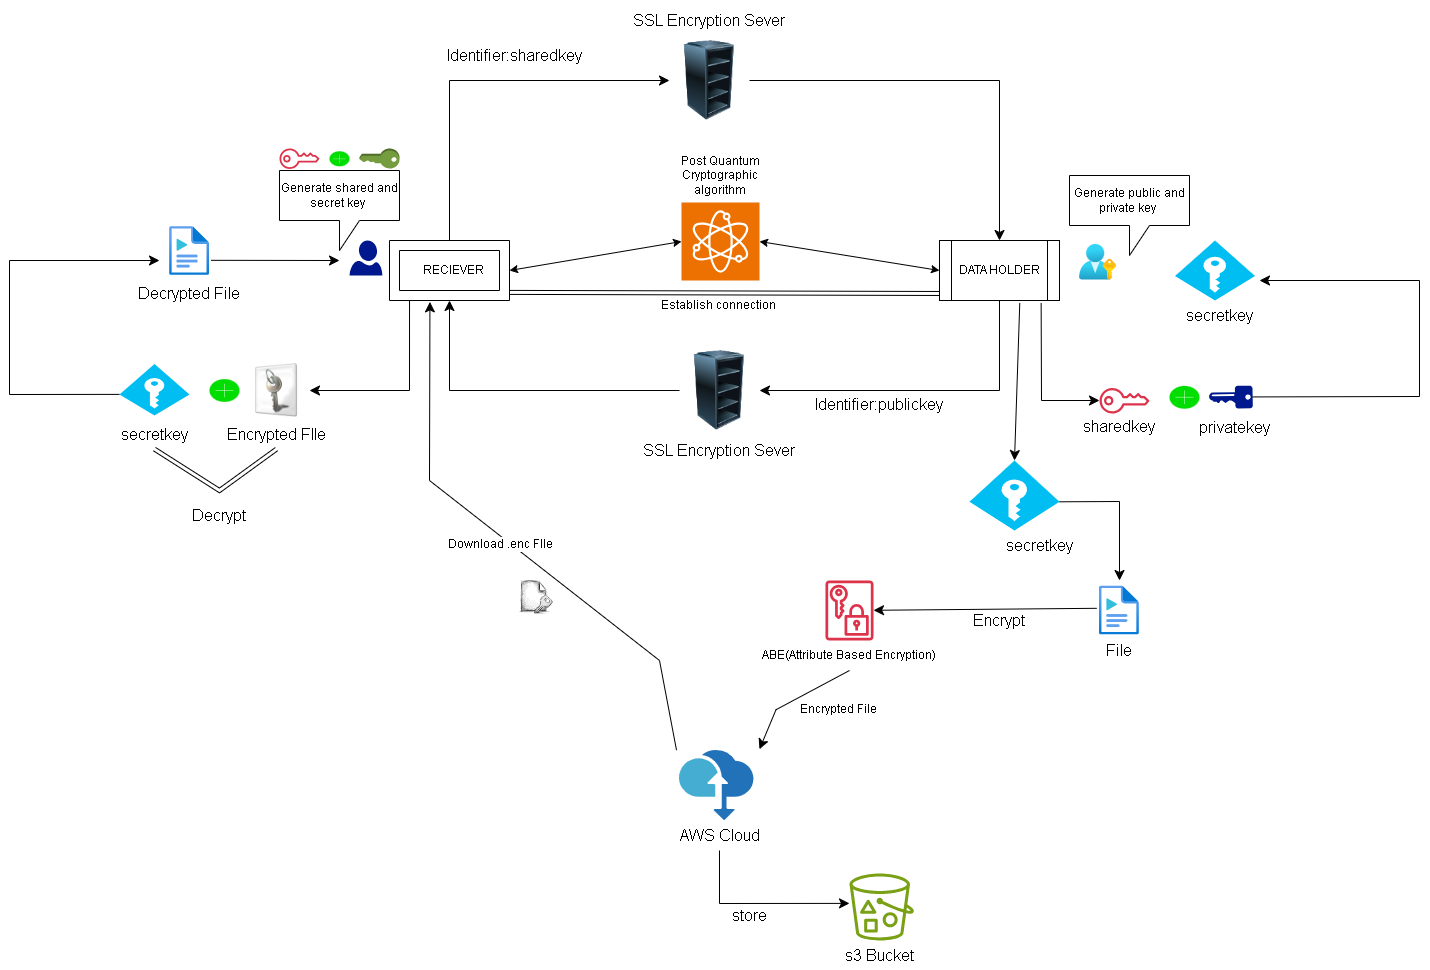 SSL Encryption Sever
Identifier:sharedkey
Post Quantum
Cryptographic
algorithm
Generate shared and
secret key
Generate public and
private key
RECIEVER
DATAHOLDER
Decrypted File
Establish connection
secretkey
Identifier:publickey
sharedkey
privatekey
secretkey
Encrypted FIle
SSL Encryption Sever
Decrypt
Download .enc FIle
secretkey
Encrypt
File
ABE(Attribute Based Encryption)
Encrypted File
AWS Cloud
store
s3 Bucket